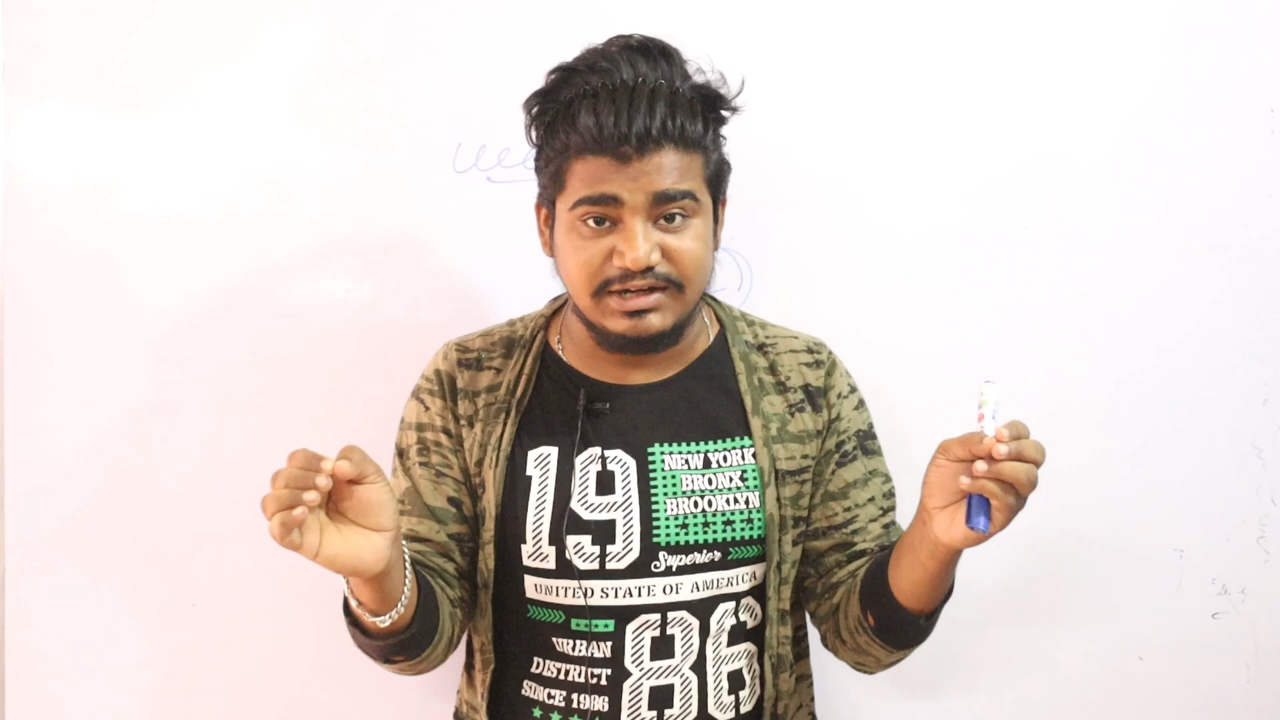 19
NEW YORK
BRONX
BROOKLYN
Superior
UNITED STATE OF AMERICA
86
URBAN
DISTRICT
SINCE 1986